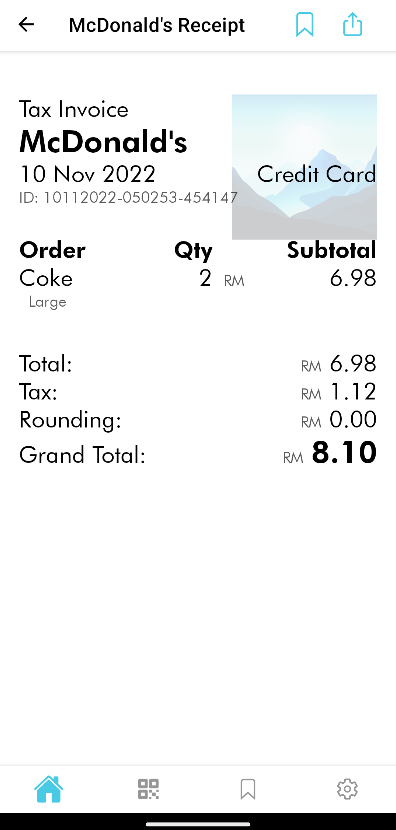 McDonald's Receipt
Tax Invoice
McDonald's
10 Nov 2022 Credit Card
ID: 10112022-050253-454147
Order Qty Subtotal
Coke 2 RM 6.98
Large
Total: RM 6.98
Tax: RM 1.12
Rounding: RM 0.00
Grand Total: RM 8.10